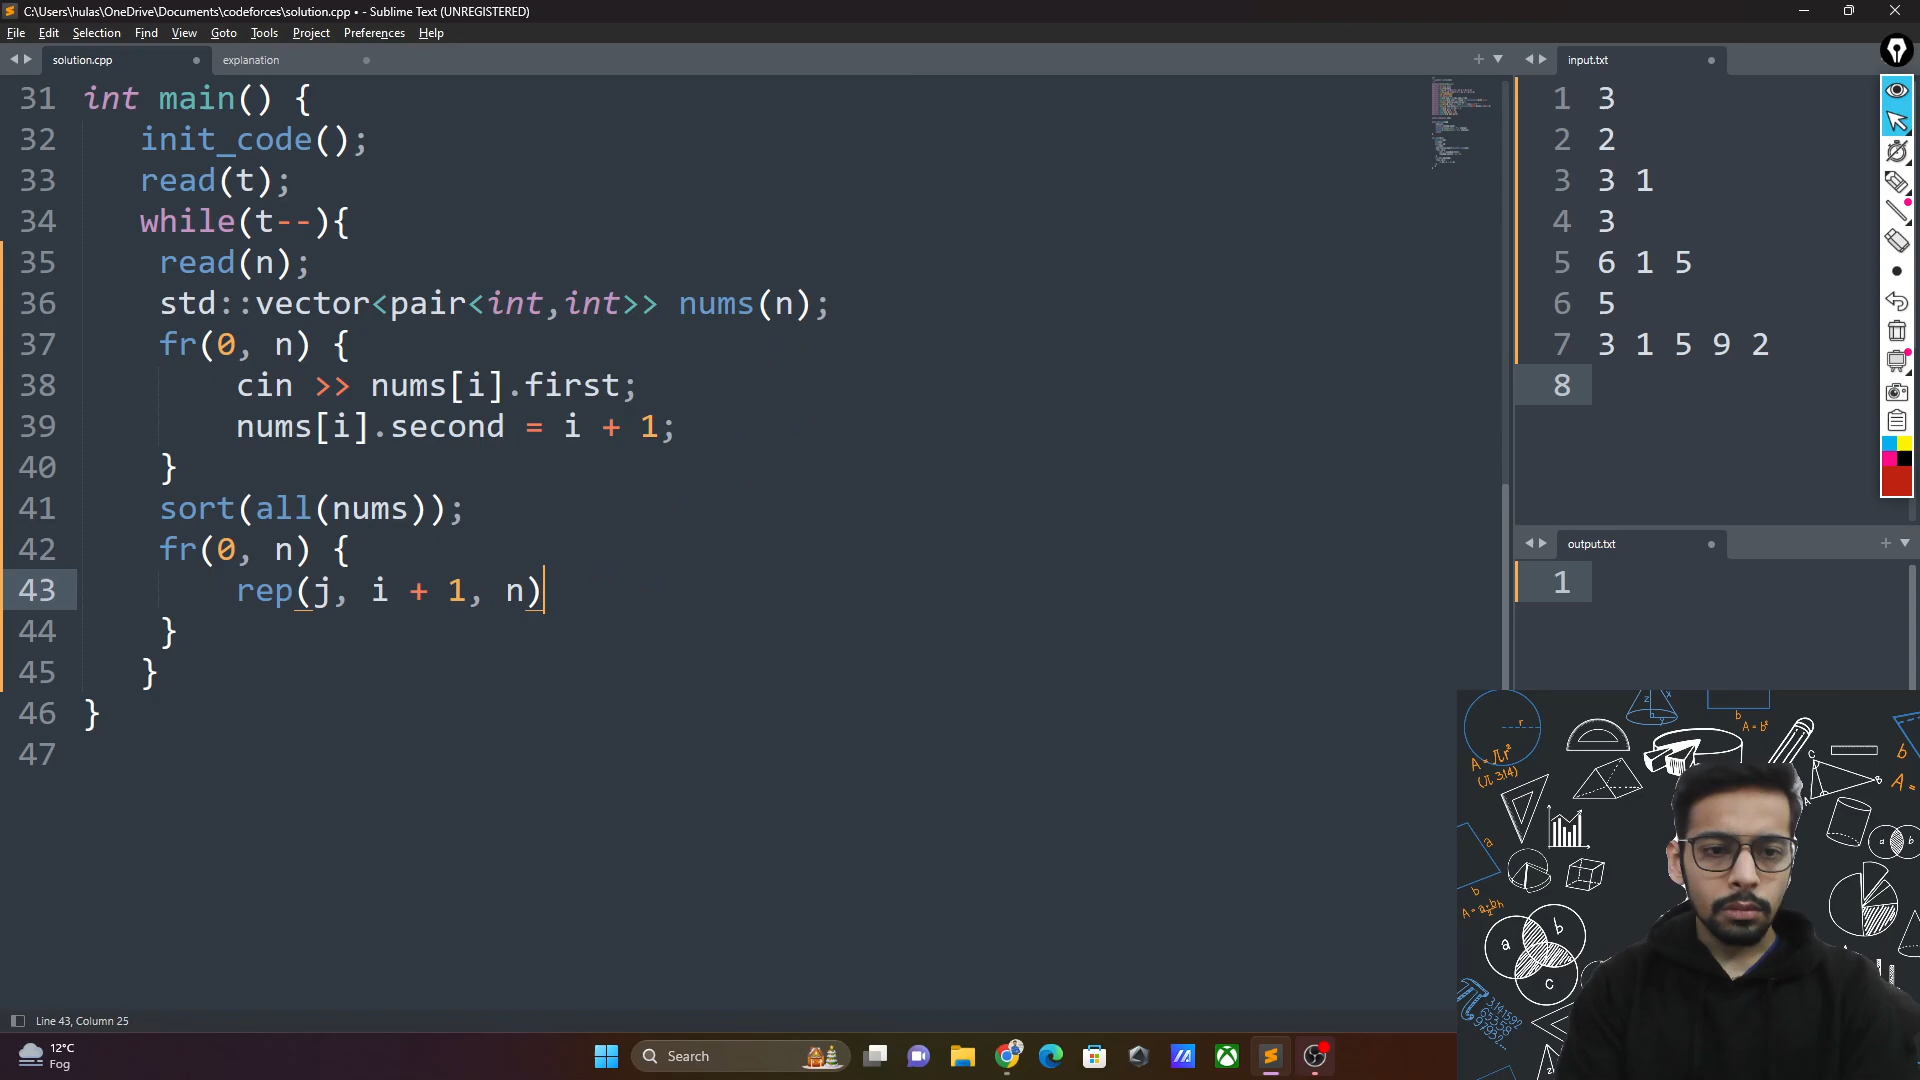 C:\Users\hulas\OneDrive\Documents\codeforces\solution.cpp • - Sublime Text (UNREGISTERED)
File Edit Selection Find View Goto Tools Project Preferences Help
solution.cpp
explanation
31 int main() {
32 init_code();
33 read(t);
34 while(t--){
35 read(n);
36 std::vector<pair<int,int>> nums(n);
37 fr(0, n) {
38 cin >> nums[i].first;
39 nums[i].second = i + 1;
40 }
41 sort(all(nums));
42 fr(0, n) {
43 rep(j, i + 1, n)
44 }
45 }
46 }
47
input.txt
1 3
2 2
3 3 1
4 3
5 6 1 5
6 5
7 3 1 5 9 2
8
output.txt
1
Line 43, Column 25
12°C
Fog
Search